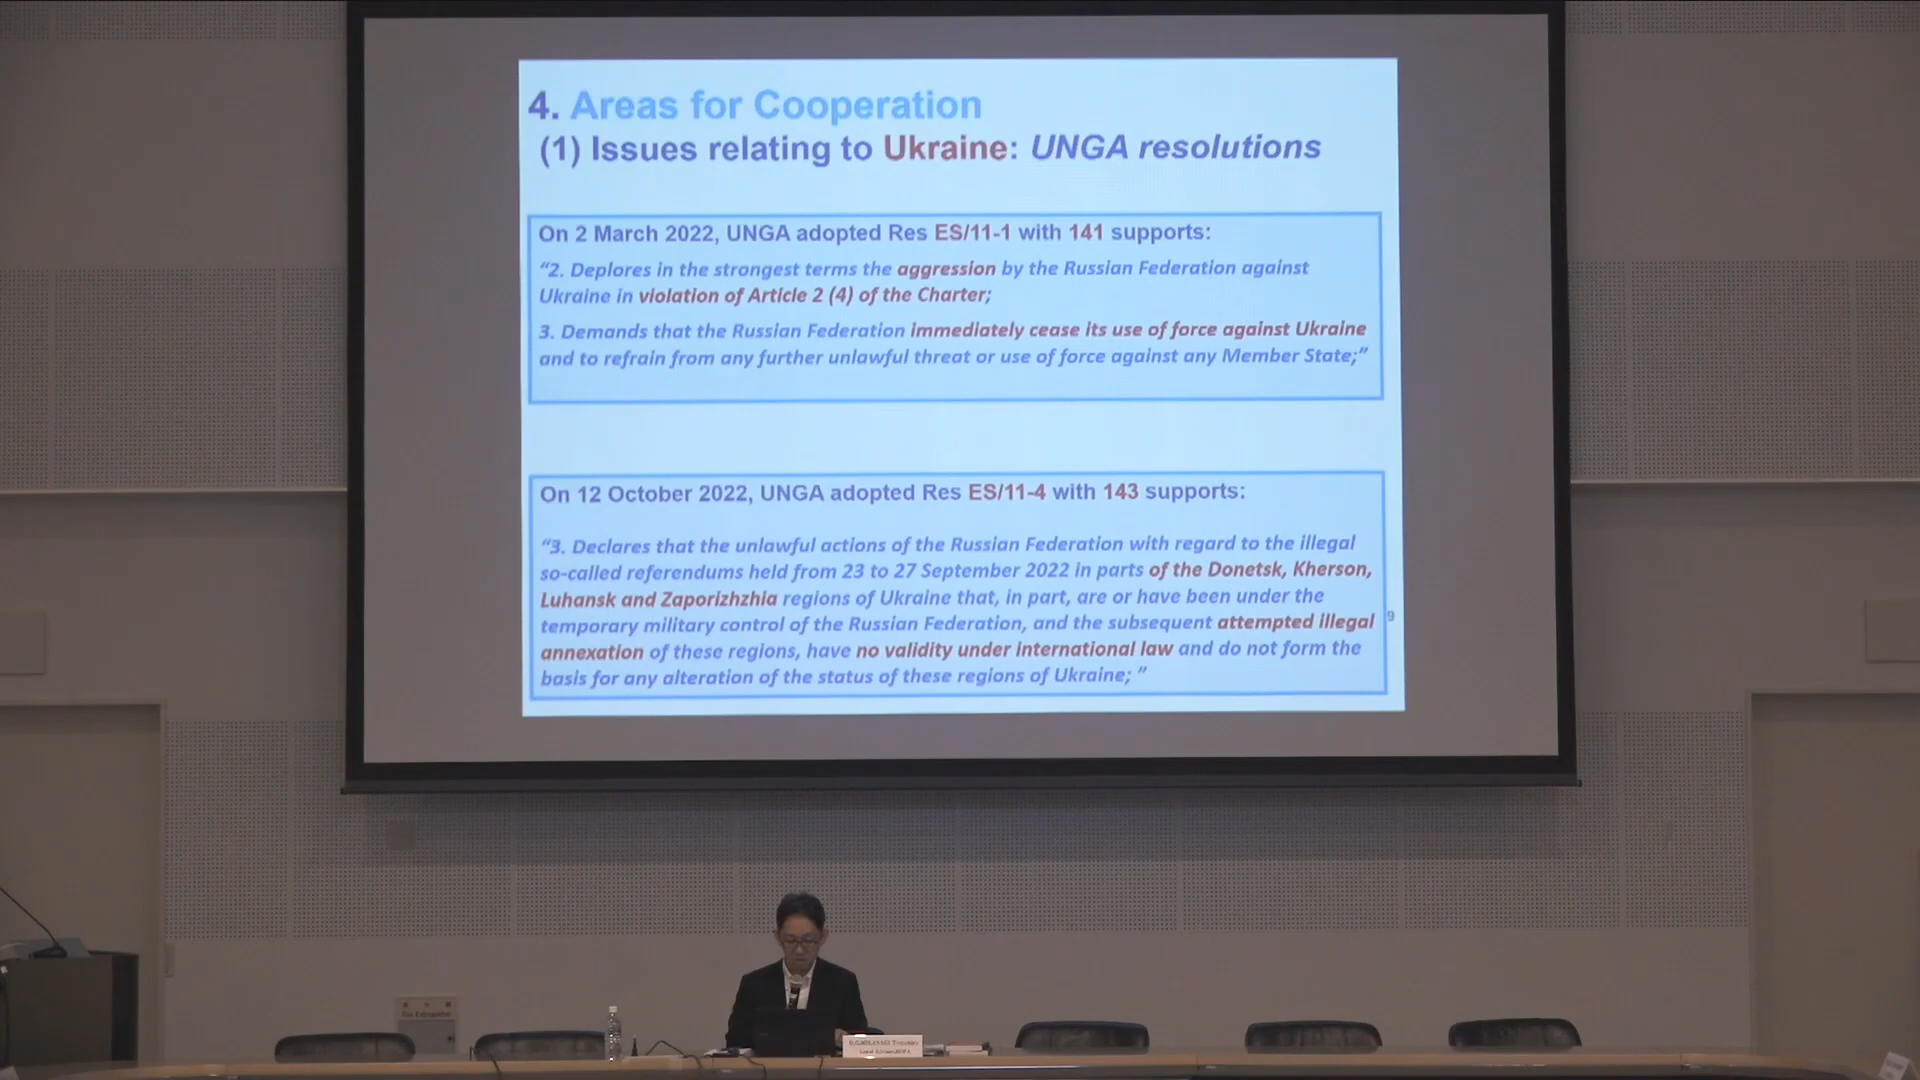 4. Areas for Cooperation
(1) Issues relating to Ukraine: UNGA resolutions
On 2 March 2022, UNGA adopted Res ES/11-1 with 141 supports:
“2. Deplores in the strongest terms the aggression by the Russian Federation against
Ukraine in violation of Article 2 (4) of the Charter;
3. Demands that the Russian Federation immediately cease its use of force against Ukraine
and to refrain from any further unlawful threat or use of force against any Member State;”
On 12 October 2022, UNGA adopted Res ES/11-4 with 143 supports:
“3. Declares that the unlawful actions of the Russian Federation with regard to the illegal
so-called referendums held from 23 to 27 September 2022 in parts of the Donetsk, Kherson,
Luhansk and Zaporizhzhia regions of Ukraine that, in part, are or have been under the
temporary military control of the Russian Federation, and the subsequent attempted illegal
annexation of these regions, have no validity under international law and do not form the
basis for any alteration of the status of these regions of Ukraine; ”
9
Fire Extinguisher